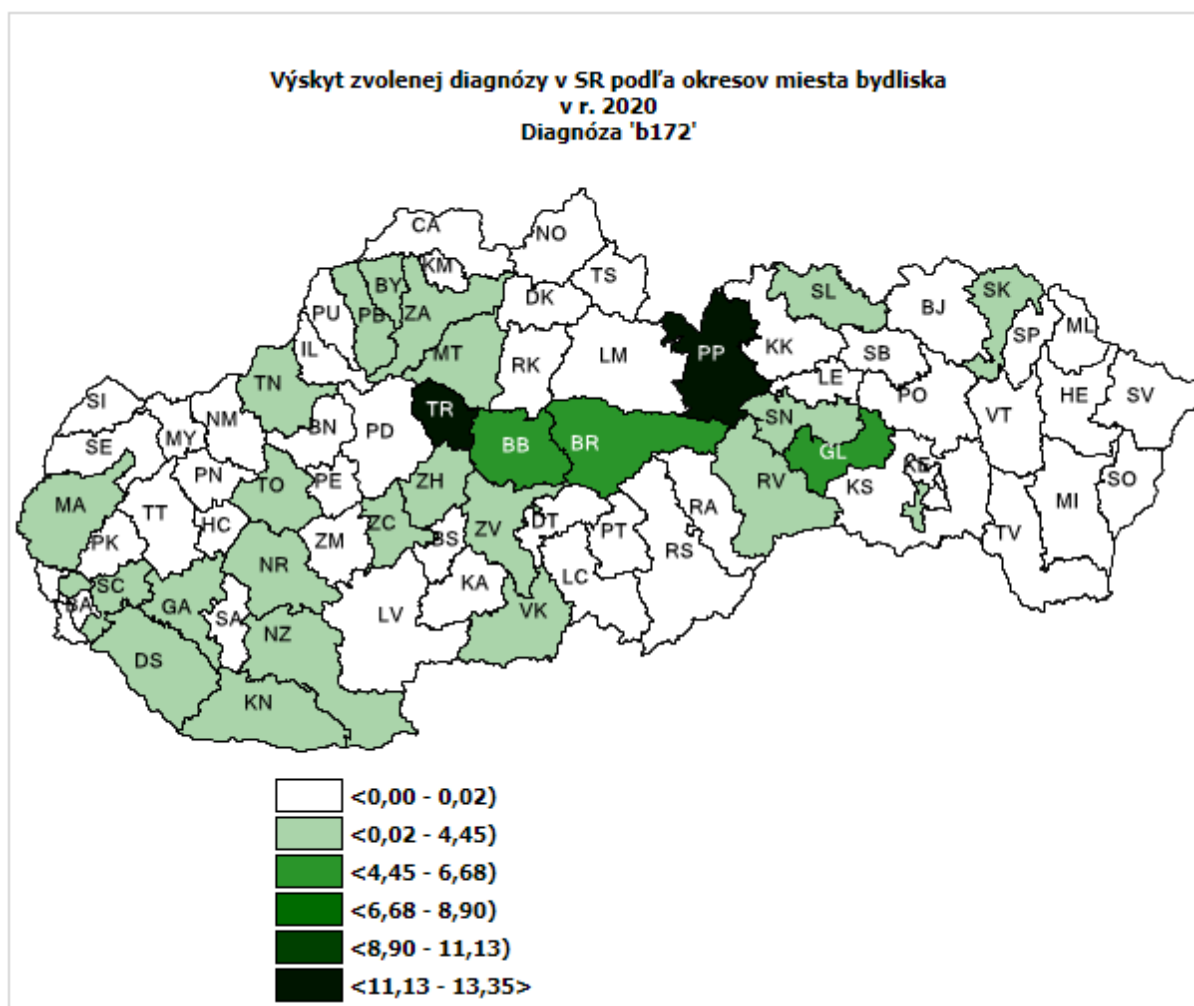 Výskyt zvolenej diagnózy v SR podľa okresov miesta bydliska
v r. 2020
Diagnóza 'b172'
CA
NO
KM
TS
BY
PU
PB
ZA
DK
SL
BJ
SK
SP
ML
IL
MT
RK
LM
PP
KK
SB
TN
LE
PO
HE
SV
SI
NM
TR
SN
VT
MY
BN
PD
SE
BB
BR
GL
KE
PN
PE
ZH
RV
KS
SO
MA
TT
TO
MI
HC
ZC
DT
RA
PK
ZM
BS
ZV
PT
TV
NR
RS
SC
KA
LC
BA
GA
SA
LV
VK
NZ
DS
KN
<0,00 - 0,02)
<0,02 - 4,45)
<4,45 - 6,68)
<6,68 - 8,90)
<8,90 - 11,13)
<11,13 - 13,35>